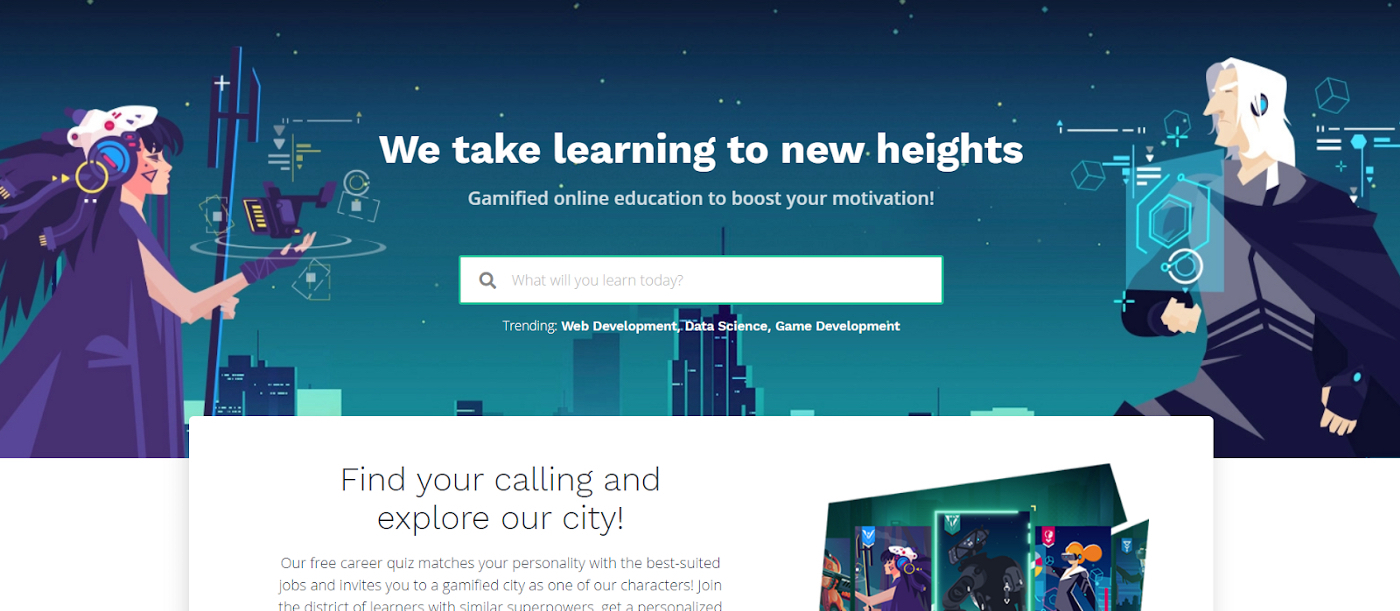 We take learning to new heights
Gamified online education to boost your motivation!
What will you learn today?
Trending: Web Development, Data Science, Game Development
Find your calling and
explore our city!
Our free career quiz matches your personality with the best-suited
jobs and invites you to a gamified city as one of our characters! Join
the district of learners with similar superpowers, get a personalized